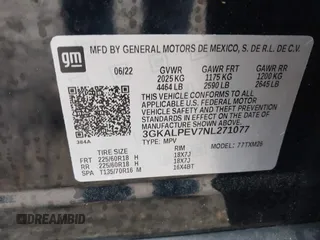 gm
MFD BY GENERAL MOTORS DE MEXICO, S. DE R.L. DE C.V.
06/22 GVWR GAWR FRT GAWR RR
2025 KG 1175 KG 1200 KG
4464 LB 2590 LB 2645 LB
THIS VEHICLE CONFORMS TO ALL APPLICABLE U.S. FEDERAL MOTOR VEHICLE SAFETY, BUMPER, AND THEFT PREVENTION STANDARDS IN EFFECT ON THE DATE OF MANUFACTURE SHOWN ABOVE.
3GKALPEV7NL271077
TYPE: MPV MODEL: 77TXM26
TIRE SIZE RIM
FRT 225/60R18 H 18X7J
RR 225/60R18 H 18X7J
SPA T135/70R16 M 16X4BT
BIDFAX.INFO